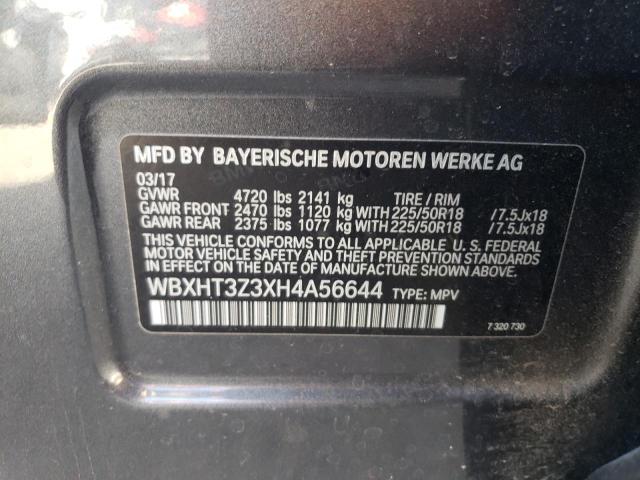 MFD BY BAYERISCHE MOTOREN WERKE AG
03/17
GVWR 4720 lbs 2141 kg TIRE / RIM
GAWR FRONT· 2470 lbs 1120 kg WITH 225/50R18 /7.5Jx18
GAWR REAR 2375 lbs 1077 kg WITH 225/50R18 /7.5Jx18
THIS VEHICLE CONFORMS TO ALL APPLICABLE U. S. FEDERAL
MOTOR VEHICLE SAFETY AND THEFT PREVENTION STANDARDS
IN EFFECT ON THE DATE OF MANUFACTURE SHOWN ABOVE.
WBXHT3Z3XH4A56644 TYPE: MPV
7 320 730